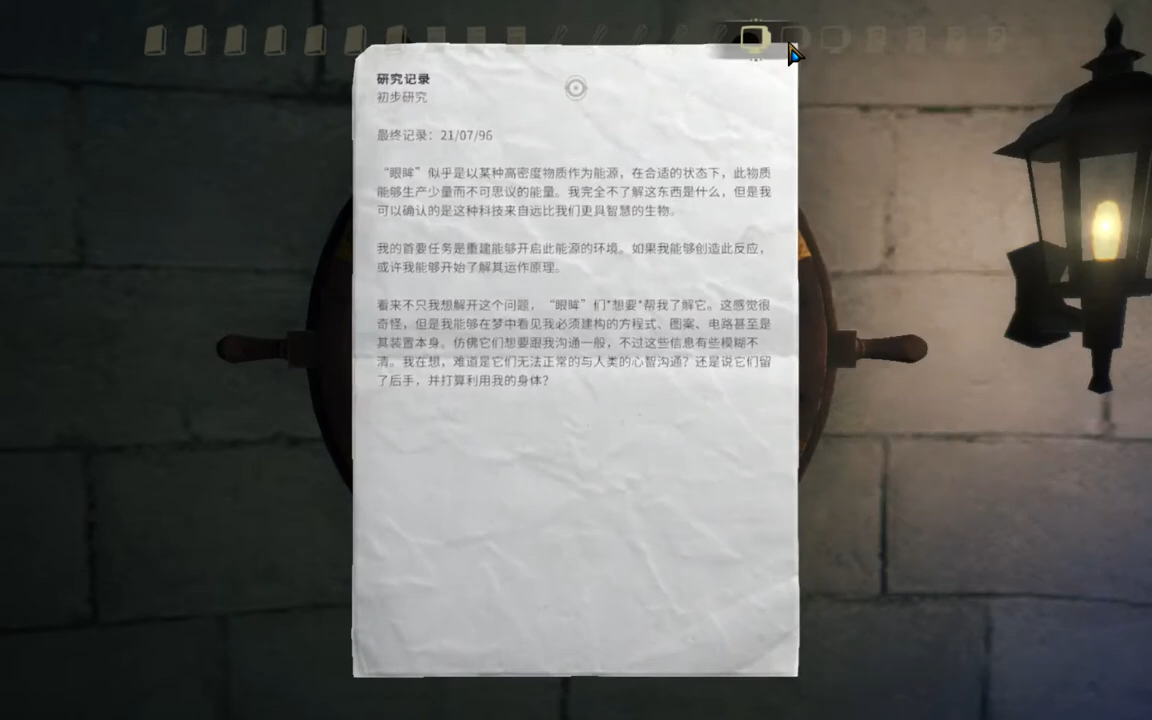 研究记录
初步研究
最终记录：21/07/96
“眼眸”似乎是以某种高密度物质作为能源，在合适的状态下，此物质
能够生产少量而不可思议的能量。我完全不了解这东西是什么，但是我
可以确认的是这种科技来自远比我们更具智慧的生物。
我的首要任务是重建能够开启此能源的环境。如果我能够创造此反应，
或许我能够开始了解其运作原理。
看来不只我想解开这个问题，“眼眸”们*想要*帮我了解它。这感觉很
奇怪，但是我能够在梦中看见我必须建构的方程式、图案、电路甚至是
其装置本身。仿佛它们想要跟我沟通一般，不过这些信息有些模糊不
清。我在想，难道是它们无法正常的与人类的心智沟通？还是说它们留
了后手，并打算利用我的身体？